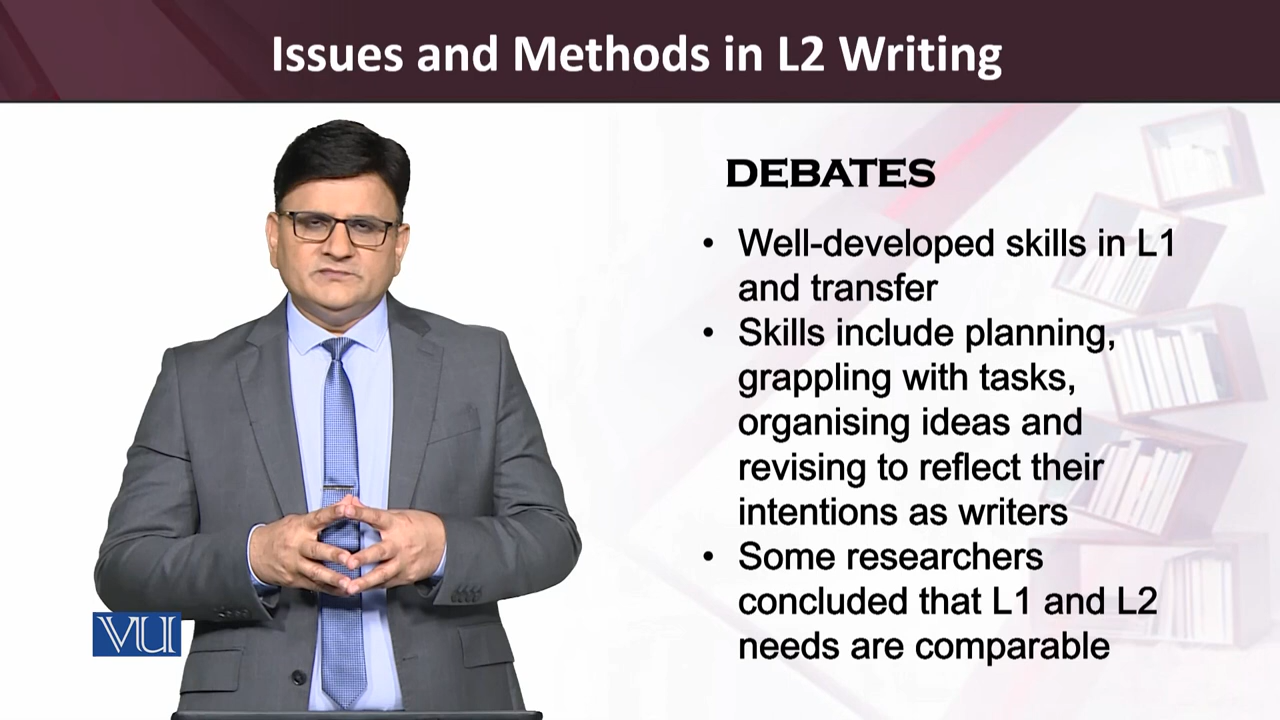 Issues and Methods in L2 Writing
DEBATES
• Well-developed skills in L1
and transfer
• Skills include planning,
grappling with tasks,
organising ideas and
revising to reflect their
intentions as writers
• Some researchers
concluded that L1 and L2
needs are comparable
VU